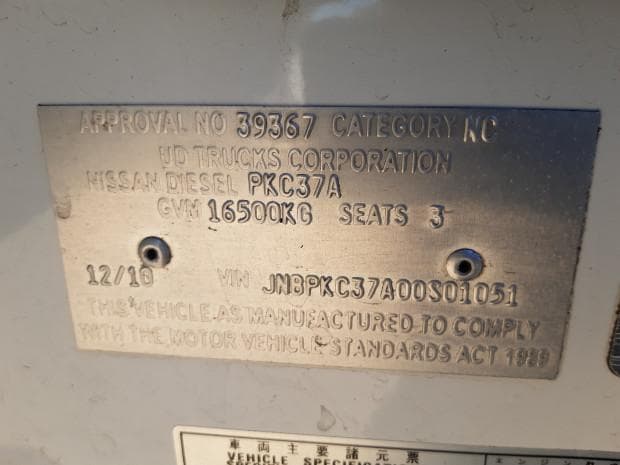 APPROVAL NO 39367 CATEGORY NC
UD TRUCKS CORPORATION
NISSAN DIESEL PKC37A
GVM 16500KG SEATS 3
12/10 VIN JNBPKC37A00S01051
THIS VEHICLE AS MANUFACTURED TO COMPLY
WITH THE MOTOR VEHICLE STANDARDS ACT 1989
車両主要諸元票
VEHICLE SPECIFICATION